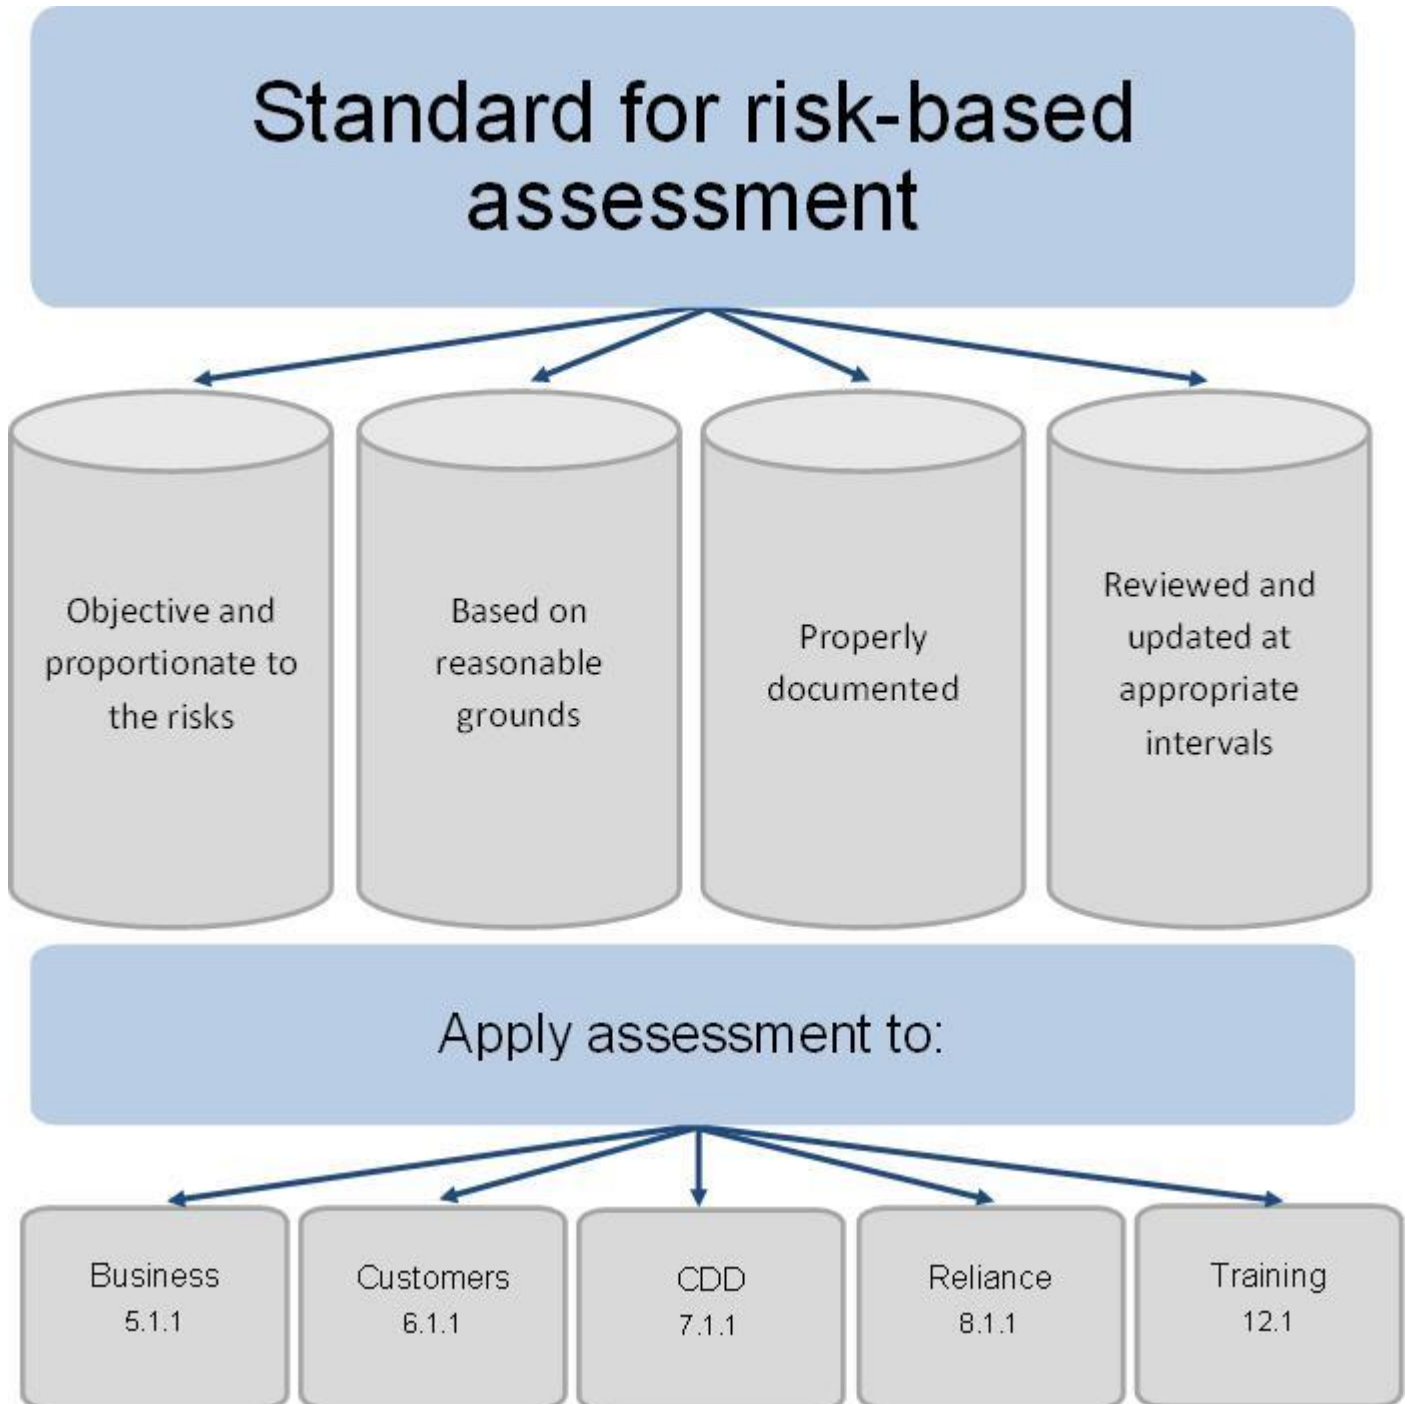 Standard for risk-based
assessment
Objective and
proportionate to
the risks
Based on
reasonable
grounds
Properly
documented
Reviewed and
updated at
appropriate
intervals
Apply assessment to:
Business
5.1.1
Customers
6.1.1
CDD
7.1.1
Reliance
8.1.1
Training
12.1